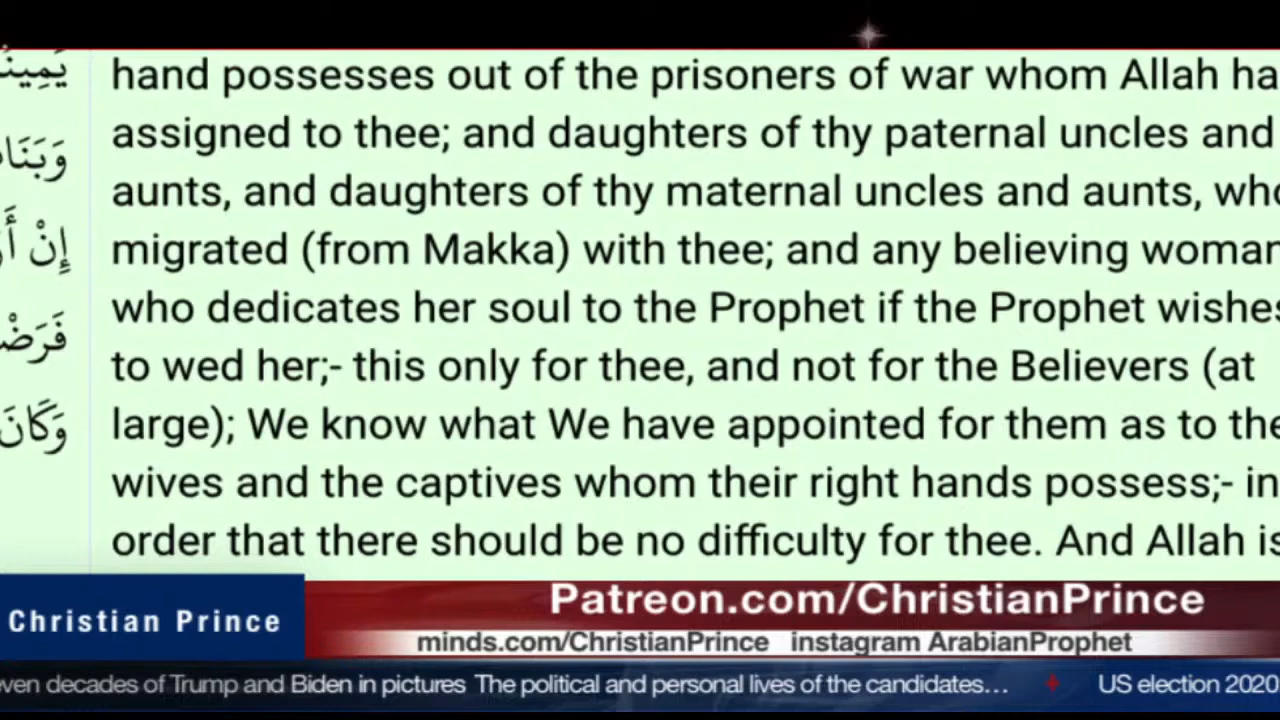 hand possesses out of the prisoners of war whom Allah ha
assigned to thee; and daughters of thy paternal uncles and
aunts, and daughters of thy maternal uncles and aunts, who
migrated (from Makka) with thee; and any believing woman
who dedicates her soul to the Prophet if the Prophet wishes
to wed her;- this only for thee, and not for the Believers (at
large); We know what We have appointed for them as to the
wives and the captives whom their right hands possess;- in
order that there should be no difficulty for thee. And Allah is
وَكَانَ
Christian Prince
Patreon.com/ChristianPrince
minds.com/ChristianPrince instagram ArabianProphet
even decades of Trump and Biden in pictures The political and personal lives of the candidates... US election 2020